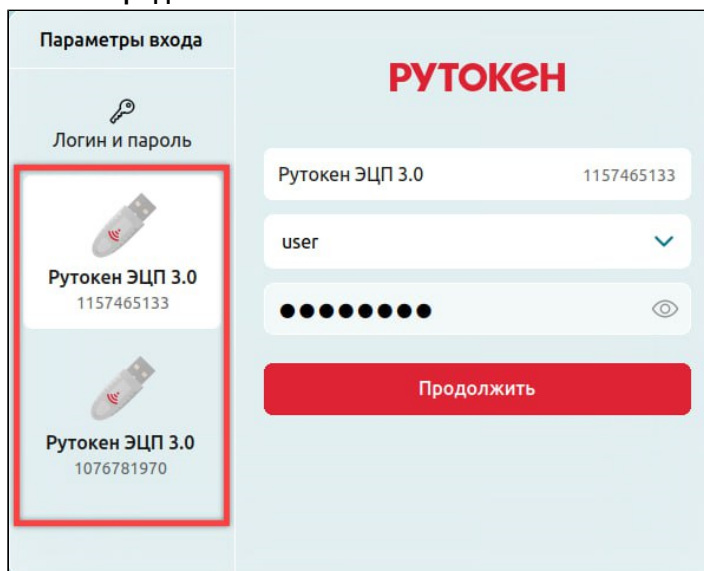 Параметры входа
Логин и пароль
Рутокен ЭЦП 3.0
1157465133
Рутокен ЭЦП 3.0
1076781970
РУТОКЕН
Рутокен ЭЦП 3.0 1157465133
user
Продолжить